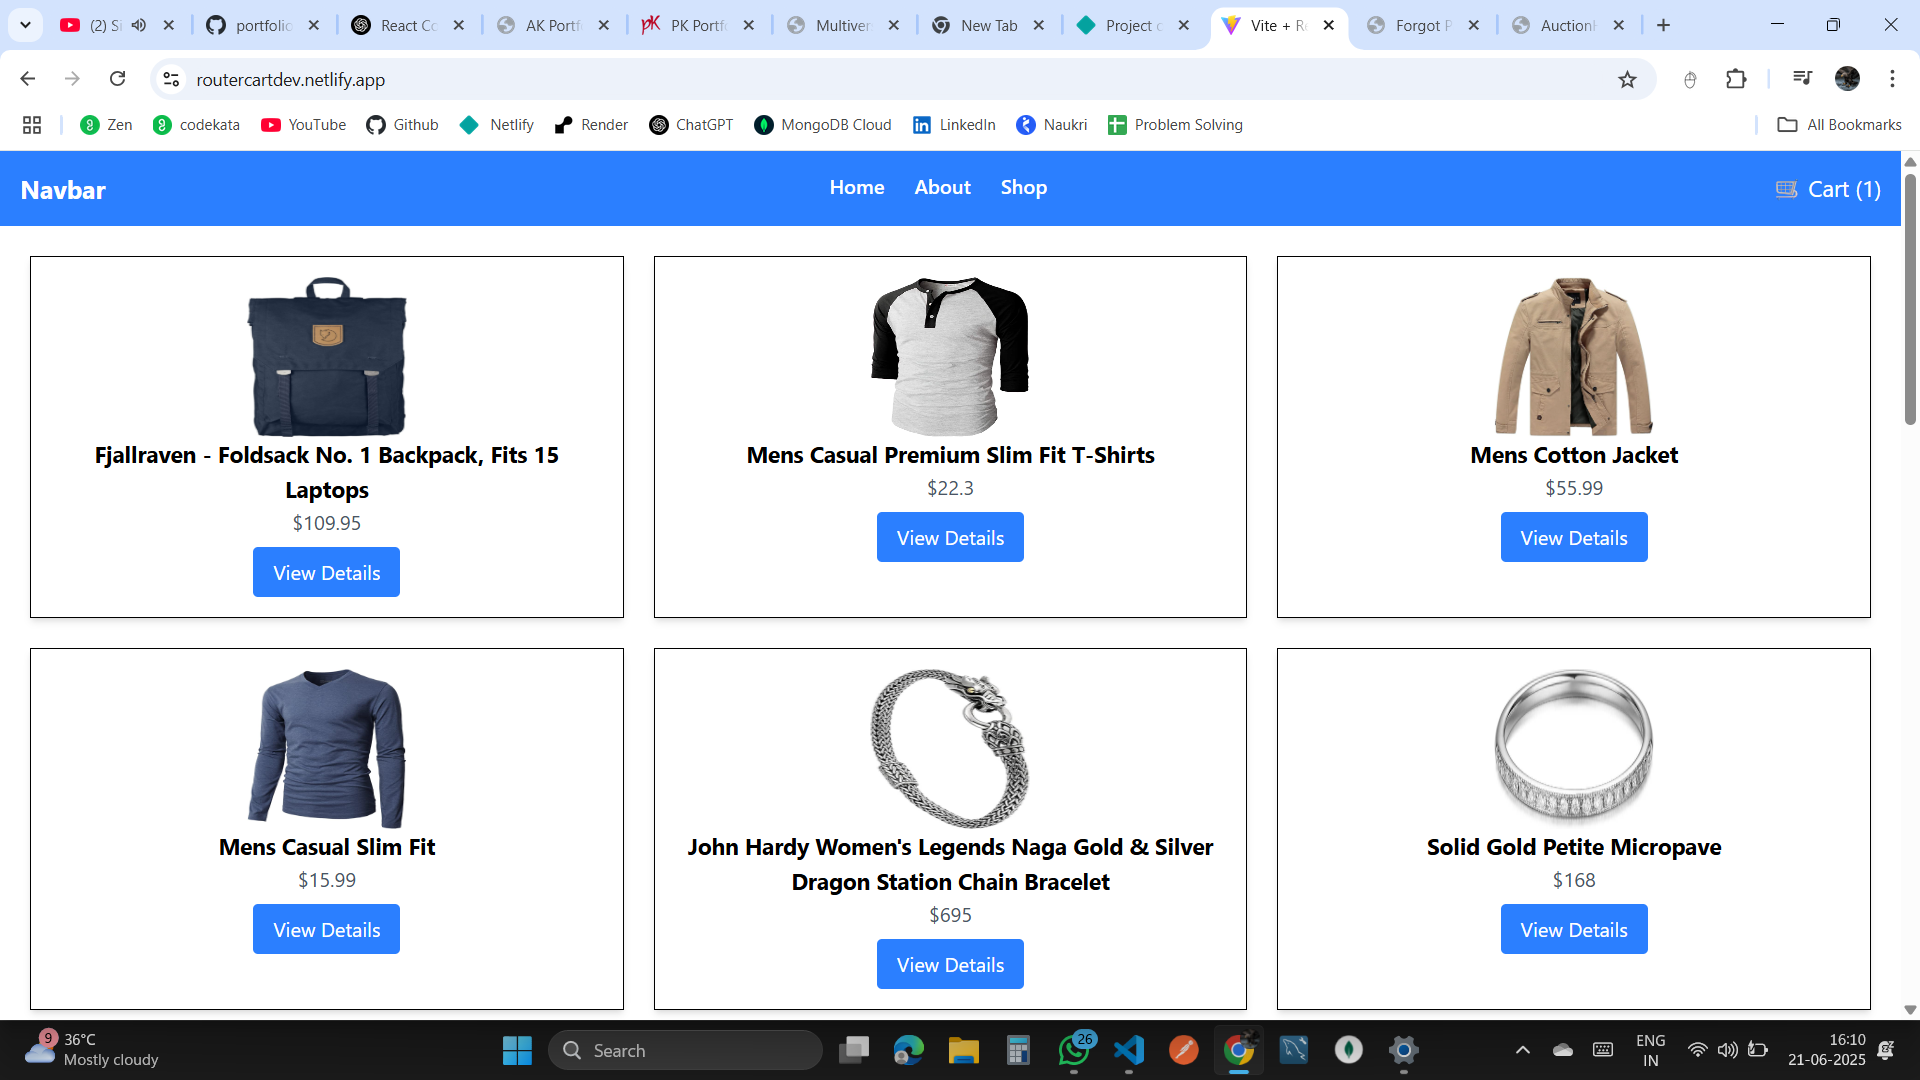 (2) Si
portfolio
React Co
AK Portf
PK Portfo
Multiver
New Tab
Project o
Vite + Re
Forgot P
Auction
routercartdev.netlify.app
Zen codekata YouTube Github Netlify Render ChatGPT MongoDB Cloud LinkedIn Naukri Problem Solving All Bookmarks
Navbar Home About Shop Cart (1)
Fjallraven - Foldsack No. 1 Backpack, Fits 15
Laptops
$109.95
View Details
Mens Casual Premium Slim Fit T-Shirts
$22.3
View Details
Mens Cotton Jacket
$55.99
View Details
Mens Casual Slim Fit
$15.99
View Details
John Hardy Women's Legends Naga Gold & Silver
Dragon Station Chain Bracelet
$695
View Details
Solid Gold Petite Micropave
$168
View Details
9
36°C
Mostly cloudy
Search
26
ENG
IN
16:10
21-06-2025